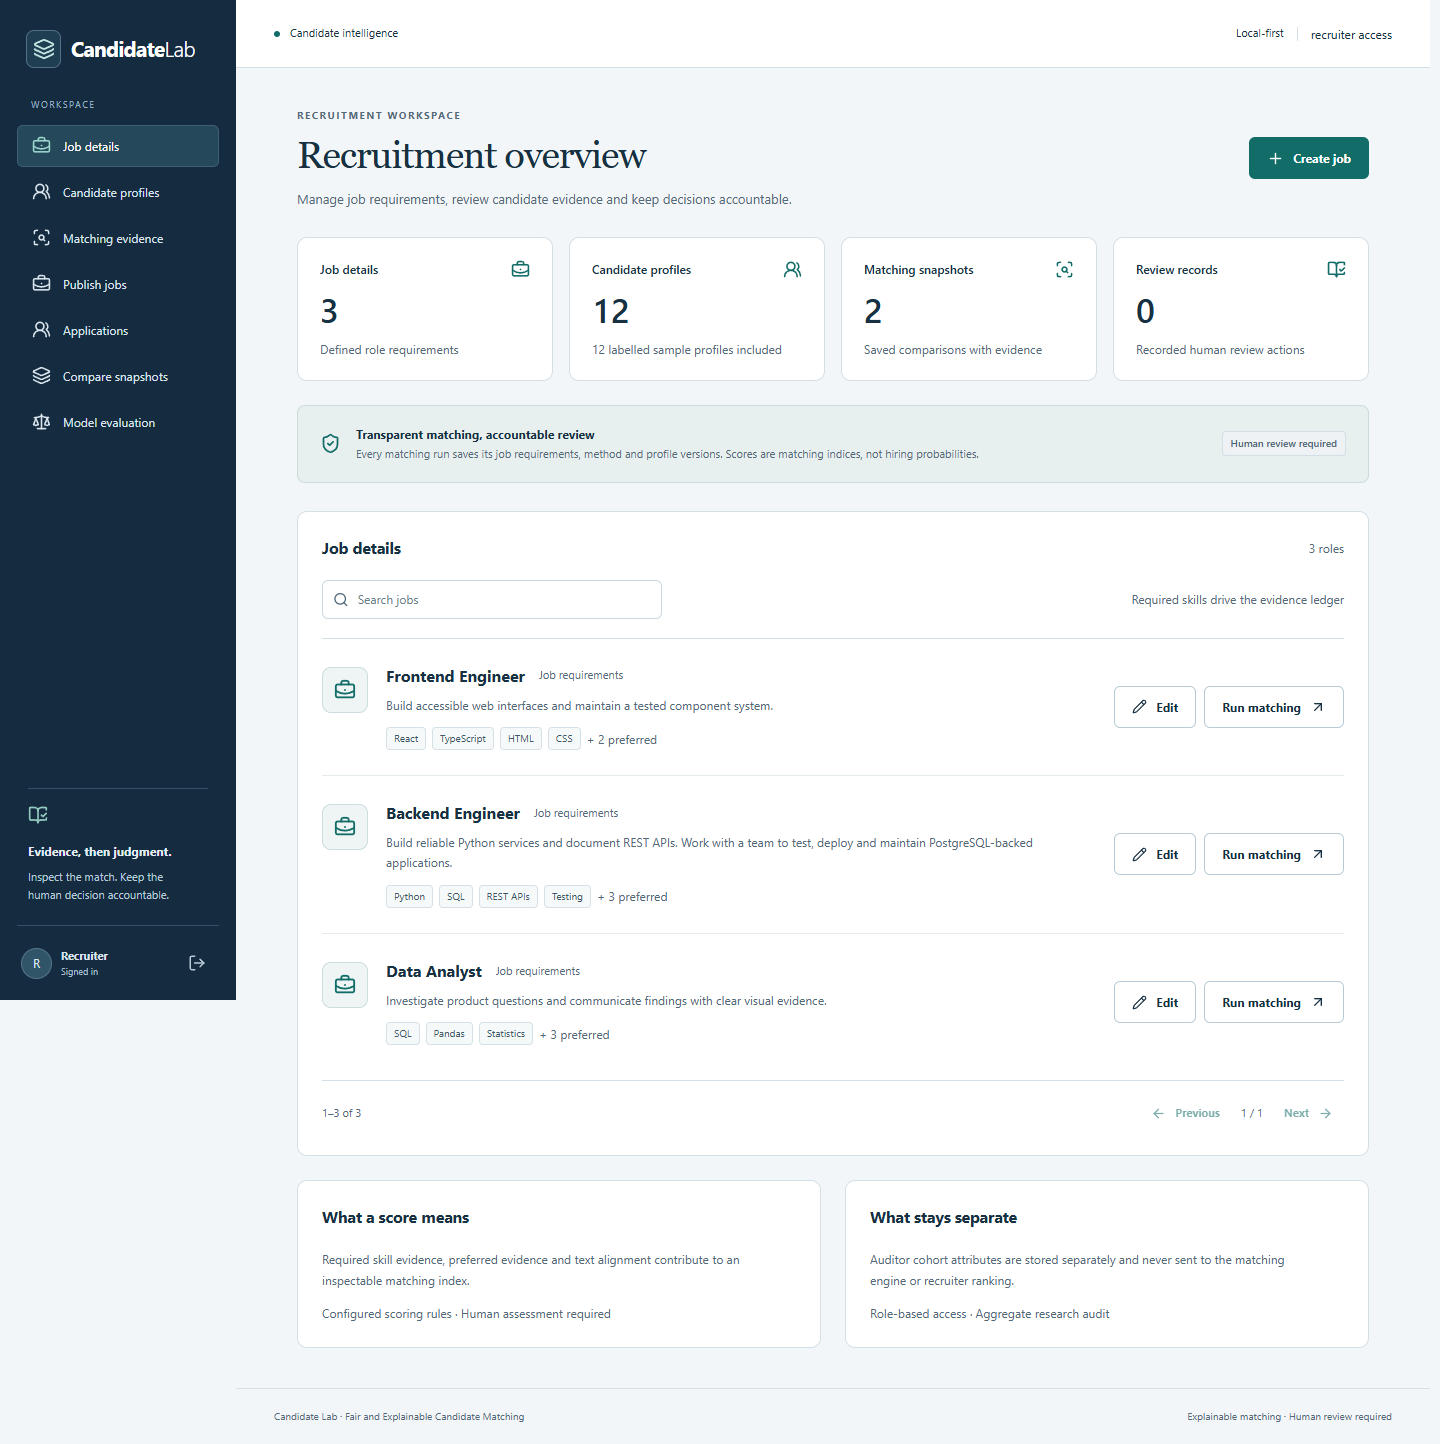 CandidateLab
WORKSPACE
Job details
Candidate profiles
Matching evidence
Publish jobs
Applications
Compare snapshots
Model evaluation
Evidence, then judgment.
Inspect the match. Keep the
human decision accountable.
R
Recruiter
Signed in
Candidate intelligence
Local-first
recruiter access
RECRUITMENT WORKSPACE
Recruitment overview
Manage job requirements, review candidate evidence and keep decisions accountable.
Create job
Job details
3
Defined role requirements
Candidate profiles
12
12 labelled sample profiles included
Matching snapshots
2
Saved comparisons with evidence
Review records
0
Recorded human review actions
Transparent matching, accountable review
Every matching run saves its job requirements, method and profile versions. Scores are matching indices, not hiring probabilities.
Human review required
Job details
3 roles
Search jobs
Required skills drive the evidence ledger
Frontend Engineer Job requirements
Build accessible web interfaces and maintain a tested component system.
React TypeScript HTML CSS + 2 preferred
Edit
Run matching
Backend Engineer Job requirements
Build reliable Python services and document REST APIs. Work with a team to test, deploy and maintain PostgreSQL-backed
applications.
Python SQL REST APIs Testing + 3 preferred
Edit
Run matching
Data Analyst Job requirements
Investigate product questions and communicate findings with clear visual evidence.
SQL Pandas Statistics + 3 preferred
Edit
Run matching
1–3 of 3
Previous
1 / 1
Next
What a score means
Required skill evidence, preferred evidence and text alignment contribute to an
inspectable matching index.
Configured scoring rules · Human assessment required
What stays separate
Auditor cohort attributes are stored separately and never sent to the matching
engine or recruiter ranking.
Role-based access · Aggregate research audit
Candidate Lab · Fair and Explainable Candidate Matching
Explainable matching · Human review required